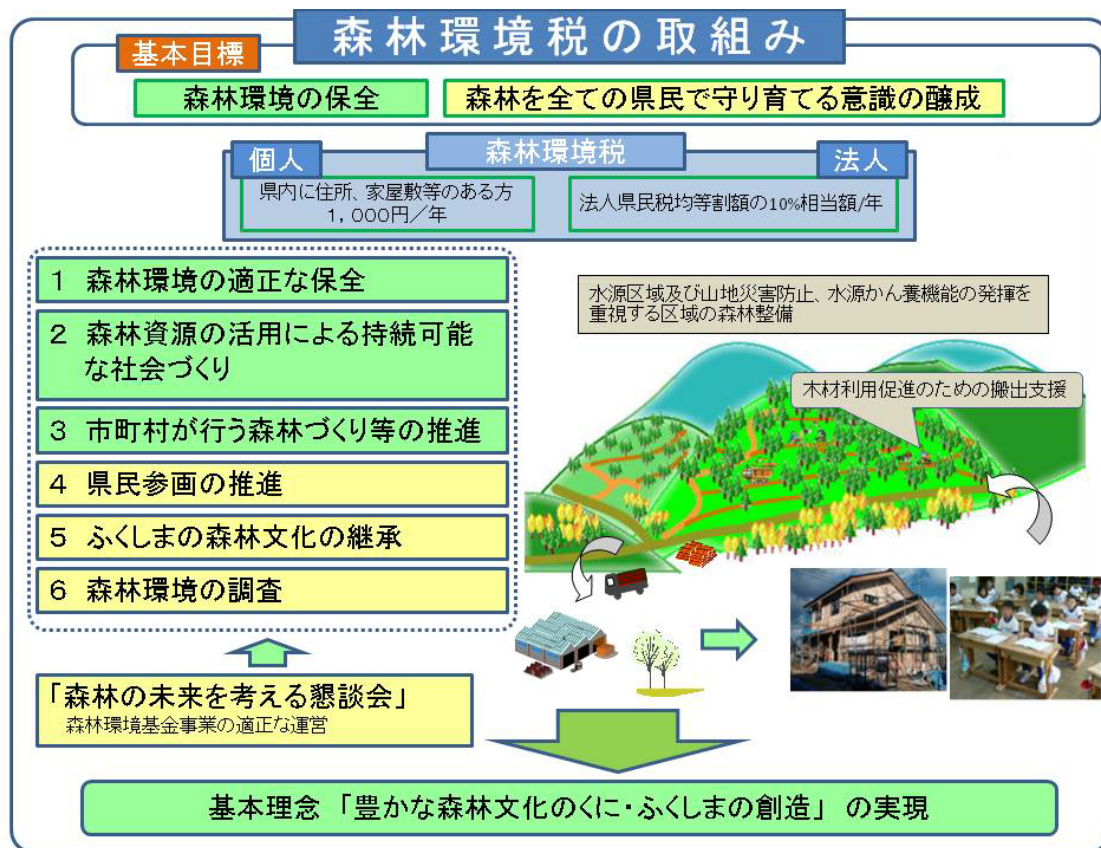 森林環境税の取組み
基本目標
森林環境の保全
森林を全ての県民で守り育てる意識の醸成
森林環境税
個人
県内に住所、家屋敷等のある方
1,000円／年
法人
法人県民税均等割額の10%相当額/年
1 森林環境の適正な保全
2 森林資源の活用による持続可能
な社会づくり
3 市町村が行う森林づくり等の推進
4 県民参画の推進
5 ふくしまの森林文化の継承
6 森林環境の調査
水源区域及び山地災害防止、水源かん養機能の発揮を
重視する区域の森林整備
木材利用促進のための搬出支援
「森林の未来を考える懇談会」
森林環境基金事業の適正な運営
基本理念 「豊かな森林文化のくに・ふくしまの創造」 の実現